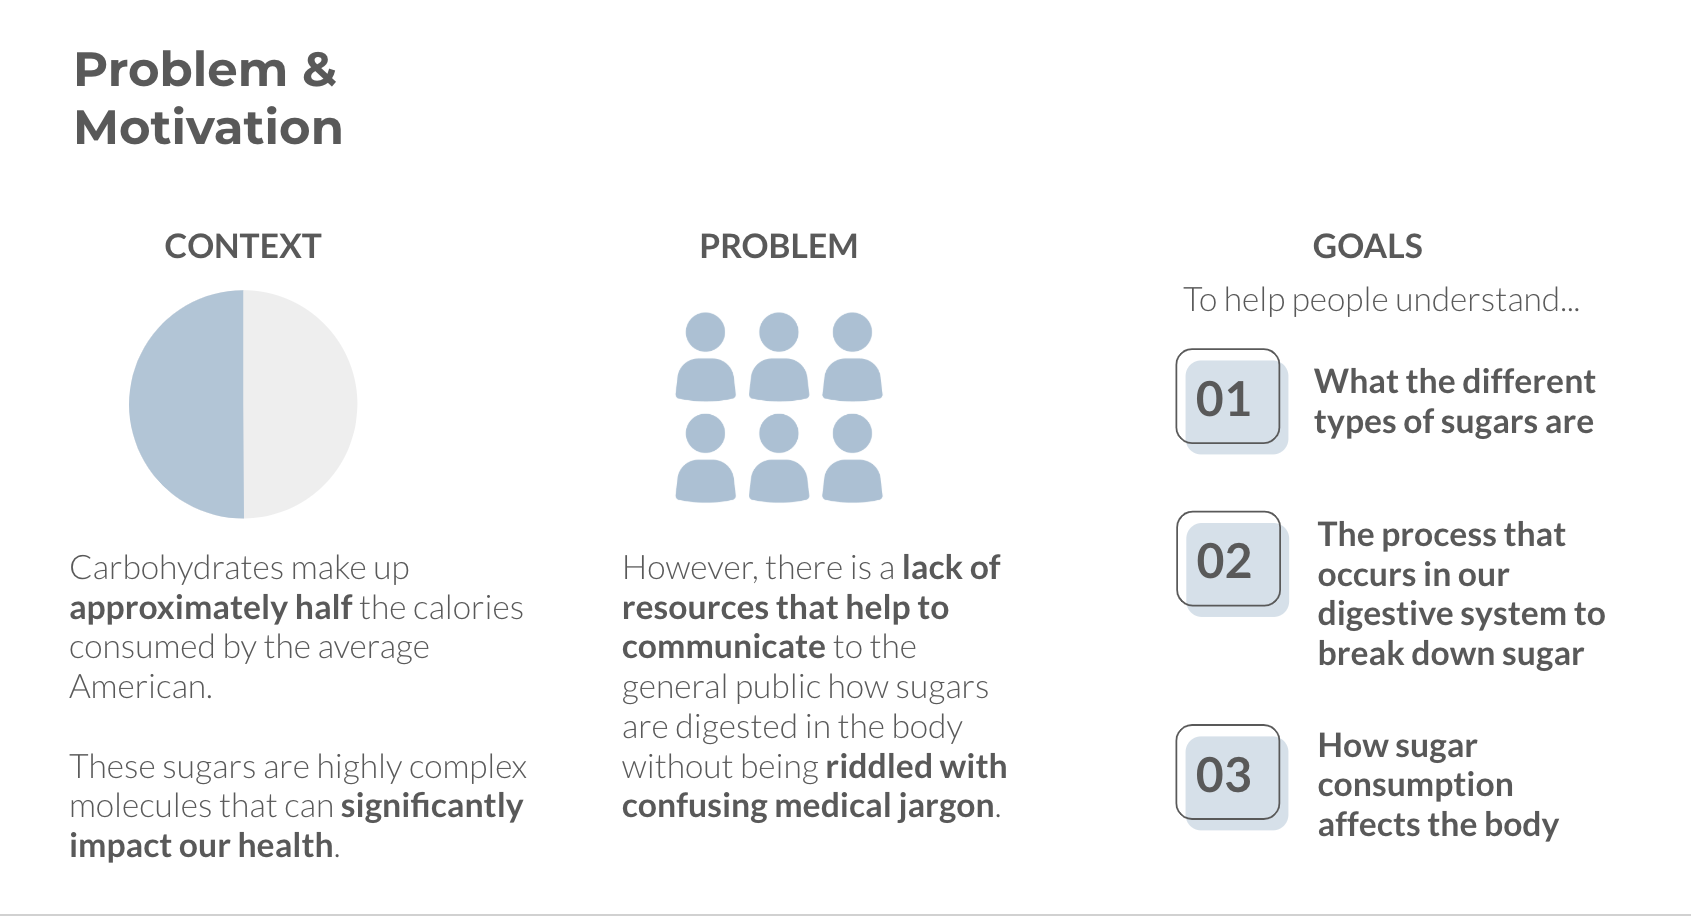 Problem &
Motivation
CONTEXT
Carbohydrates make up
approximately half the calories
consumed by the average
American.
These sugars are highly complex
molecules that can significantly
impact our health.
PROBLEM
However, there is a lack of
resources that help to
communicate to the
general public how sugars
are digested in the body
without being riddled with
confusing medical jargon.
GOALS
To help people understand...
01
What the different
types of sugars are
02
The process that
occurs in our
digestive system to
break down sugar
03
How sugar
consumption
affects the body